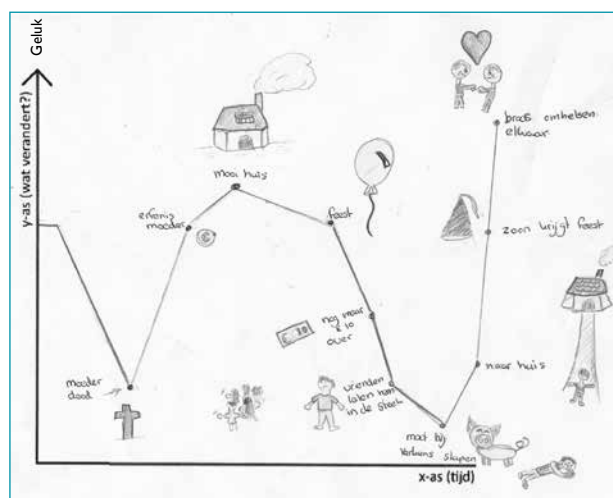 Geluk
y-as (wat verandert?)
mooi huis
erfenis
moeder
feest
broers omhelsen
elkaar
zoon krijgt feest
nog maar
€ 10
over
€ 10
moeder
dood
vrienden
laten hem
in de steek
naar huis
moet bij
varkens slapen
x-as (tijd)